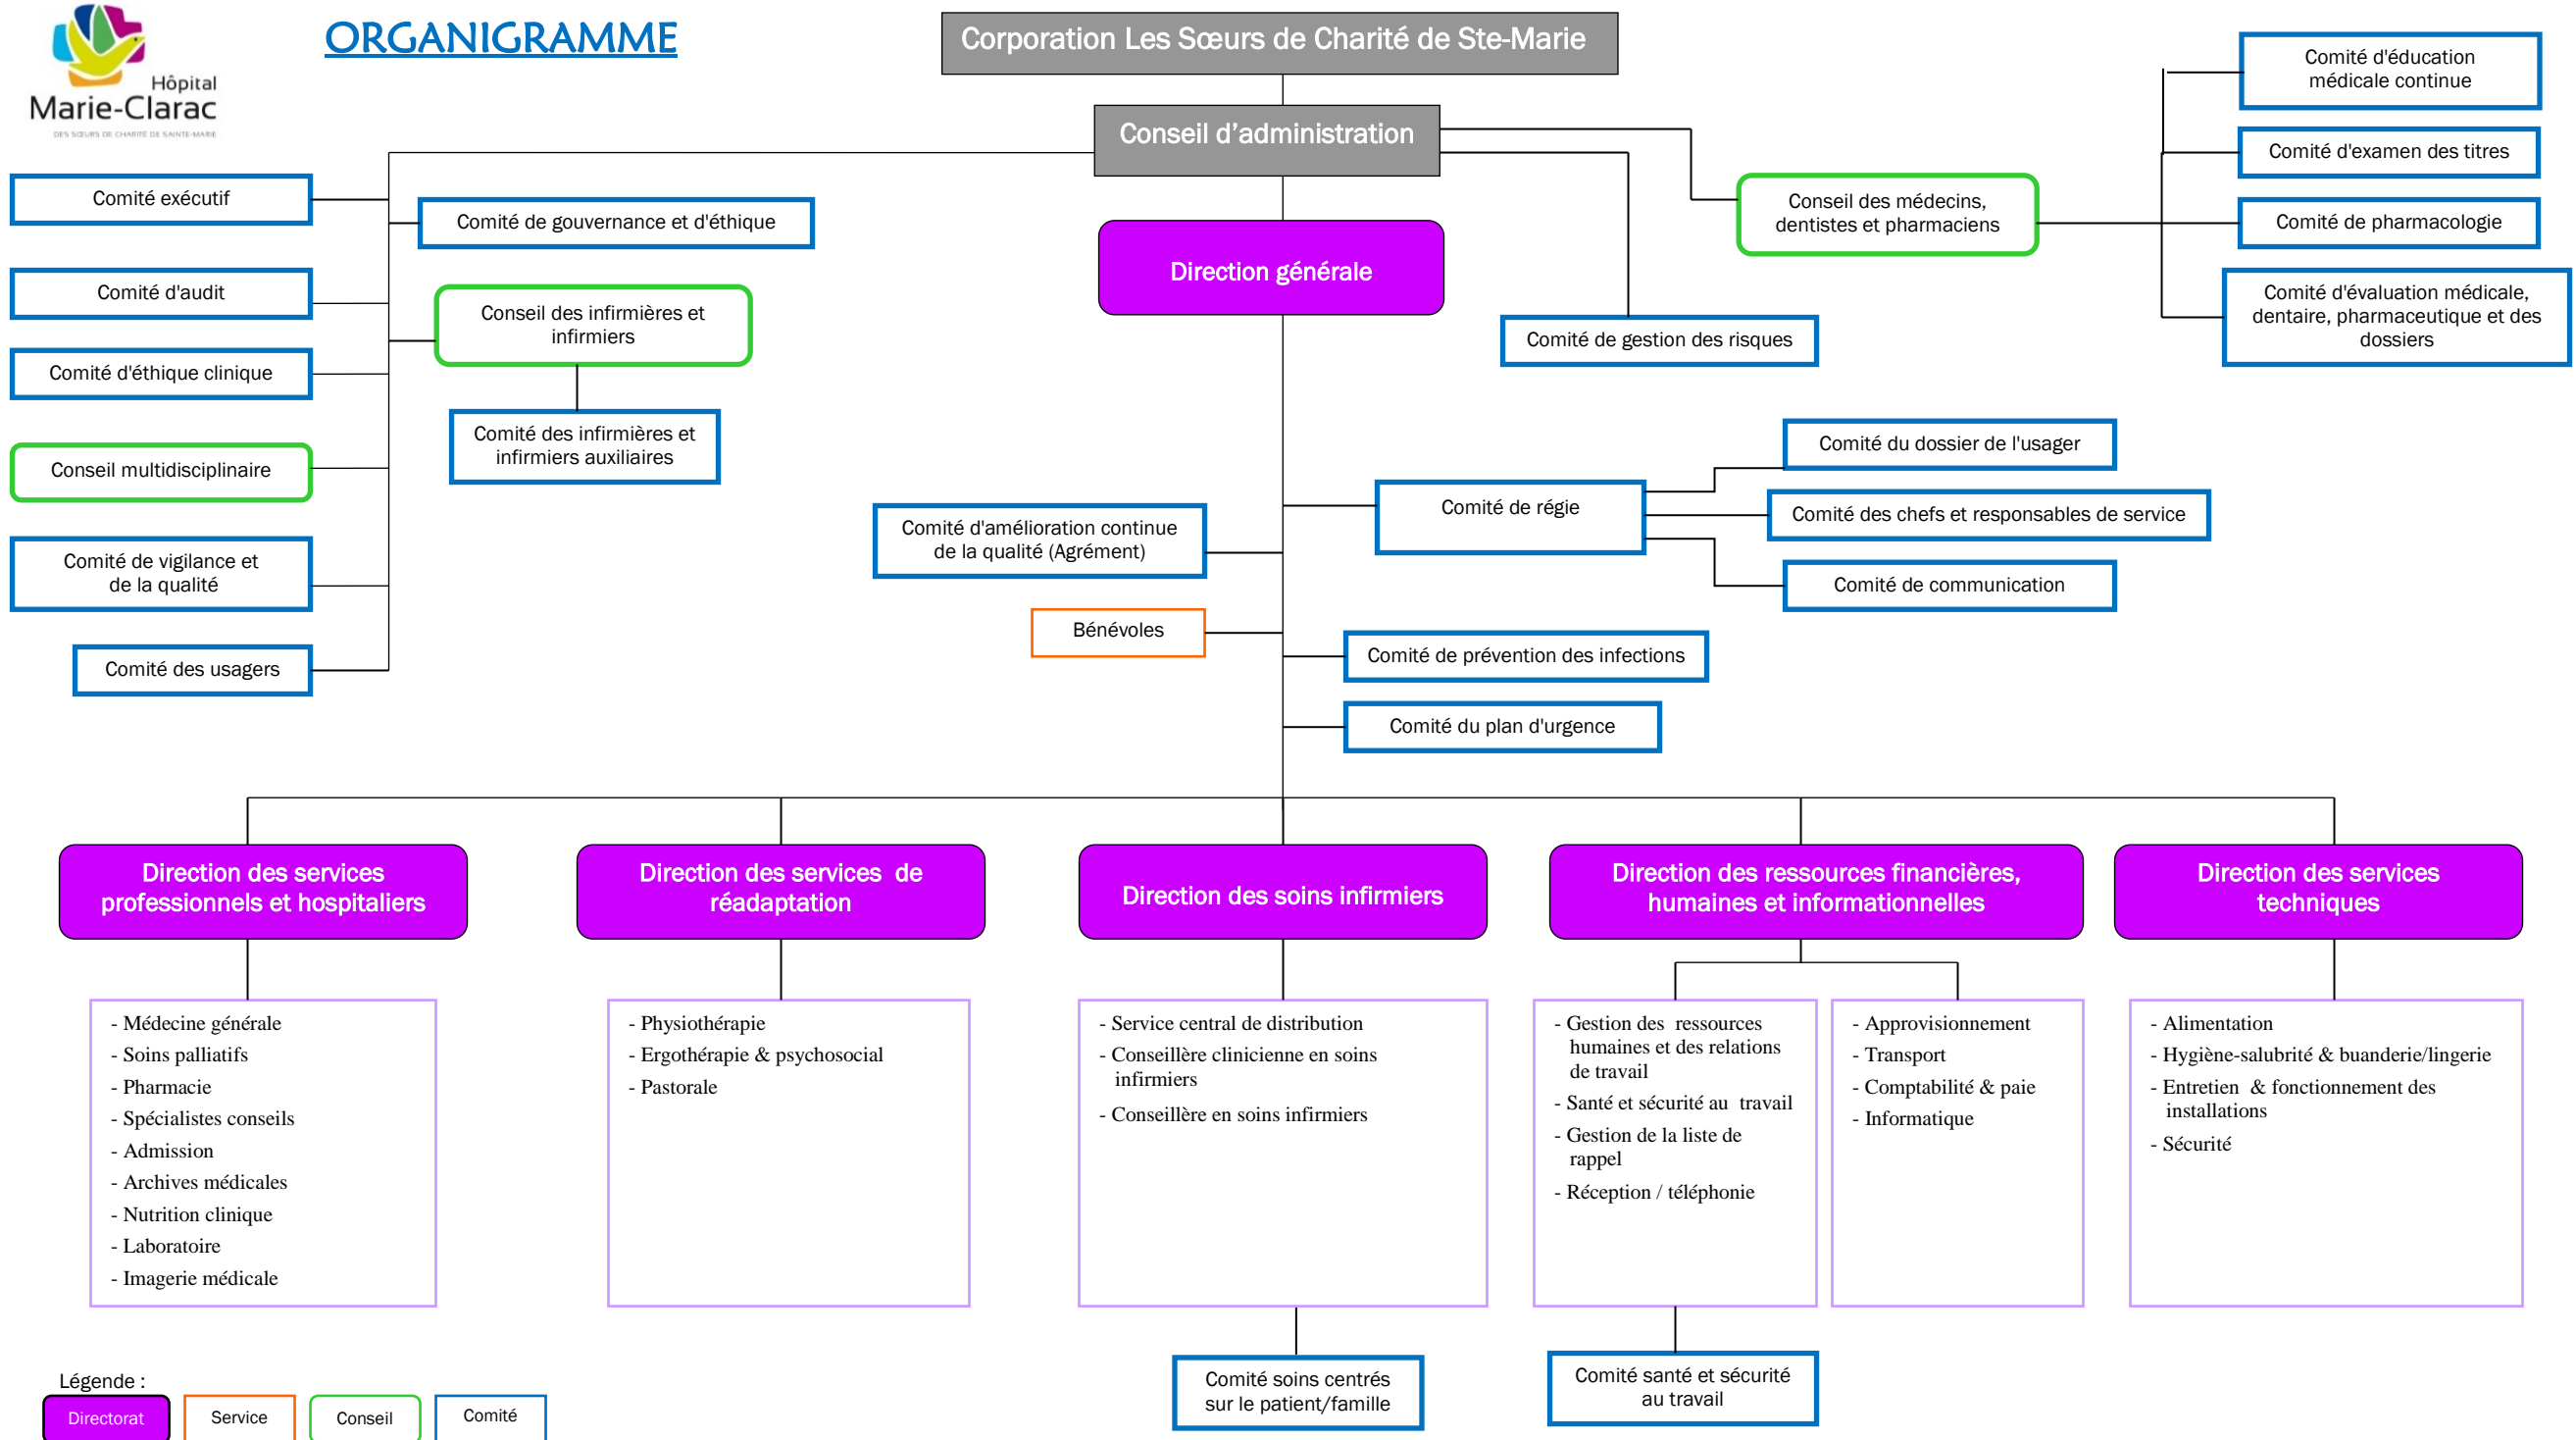 ORGANIGRAMME
Hôpital
Marie-Clarac
DES SŒURS DE CHARITÉ DE SAINTE-MARIE
Corporation Les Sœurs de Charité de Ste-Marie
Conseil d’administration
Direction générale
Comité exécutif
Comité de gouvernance et d'éthique
Comité d'audit
Conseil des infirmières et
infirmiers
Comité d'éthique clinique
Comité des infirmières et
infirmiers auxiliaires
Conseil multidisciplinaire
Comité de vigilance et
de la qualité
Comité des usagers
Conseil des médecins,
dentistes et pharmaciens
Comité d'éducation
médicale continue
Comité d'examen des titres
Comité de pharmacologie
Comité d'évaluation médicale,
dentaire, pharmaceutique et des
dossiers
Comité de gestion des risques
Comité du dossier de l'usager
Comité de régie
Comité des chefs et responsables de service
Comité de communication
Comité d'amélioration continue
de la qualité (Agrément)
Bénévoles
Comité de prévention des infections
Comité du plan d'urgence
Direction des services
professionnels et hospitaliers
- Médecine générale
- Soins palliatifs
- Pharmacie
- Spécialistes conseils
- Admission
- Archives médicales
- Nutrition clinique
- Laboratoire
- Imagerie médicale
Direction des services de
réadaptation
- Physiothérapie
- Ergothérapie & psychosocial
- Pastorale
Direction des soins infirmiers
- Service central de distribution
- Conseillère clinicienne en soins
infirmiers
- Conseillère en soins infirmiers
Comité soins centrés
sur le patient/famille
Direction des ressources financières,
humaines et informationnelles
- Gestion des ressources
humaines et des relations
de travail
- Santé et sécurité au travail
- Gestion de la liste de
rappel
- Réception / téléphonie
- Approvisionnement
- Transport
- Comptabilité & paie
- Informatique
Comité santé et sécurité
au travail
Direction des services
techniques
- Alimentation
- Hygiène-salubrité & buanderie/lingerie
- Entretien & fonctionnement des
installations
- Sécurité
Légende :
Directorat
Service
Conseil
Comité